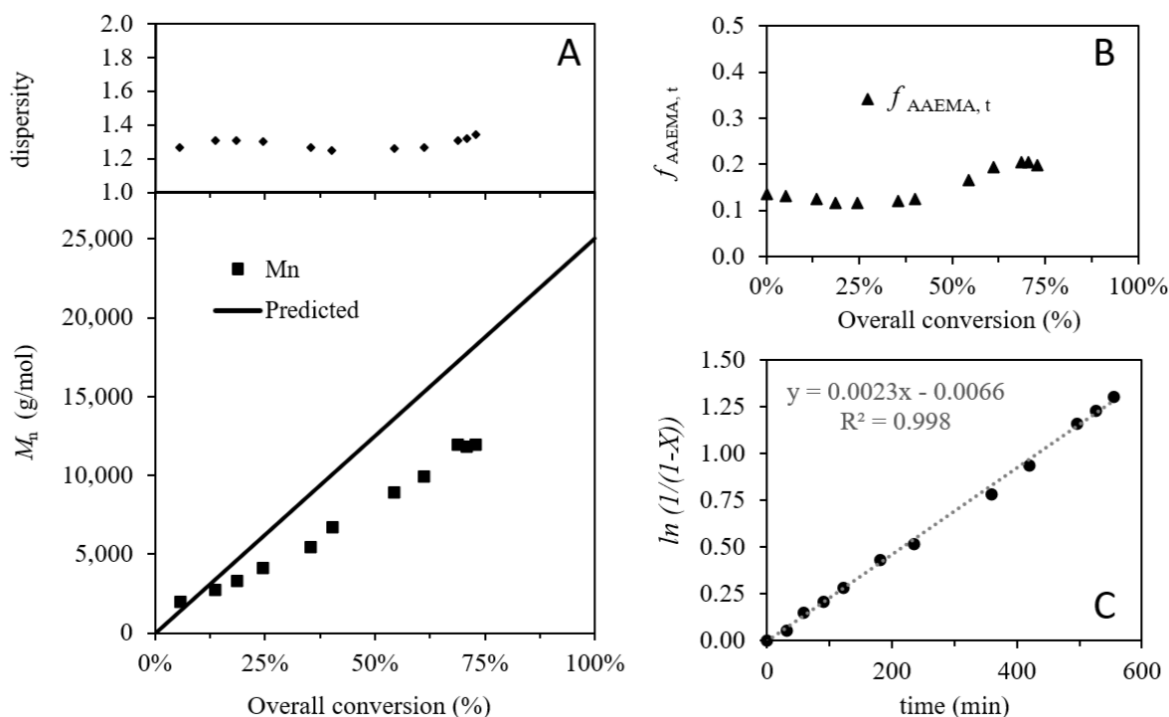 A
dispersity
2.0
1.8
1.6
1.4
1.2
1.0
25,000
20,000
15,000
10,000
5,000
0
Mn (g/mol)
Mn
Predicted
0% 25% 50% 75% 100%
Overall conversion (%)
B
f AAEMA, t
0.5
0.4
0.3
0.2
0.1
0.0
f AAEMA, t
0% 25% 50% 75% 100%
Overall conversion (%)
ln (1/(1-X))
1.50
1.25
1.00
0.75
0.50
0.25
0.00
y = 0.0023x - 0.0066
R² = 0.998
C
0 200 400 600
time (min)